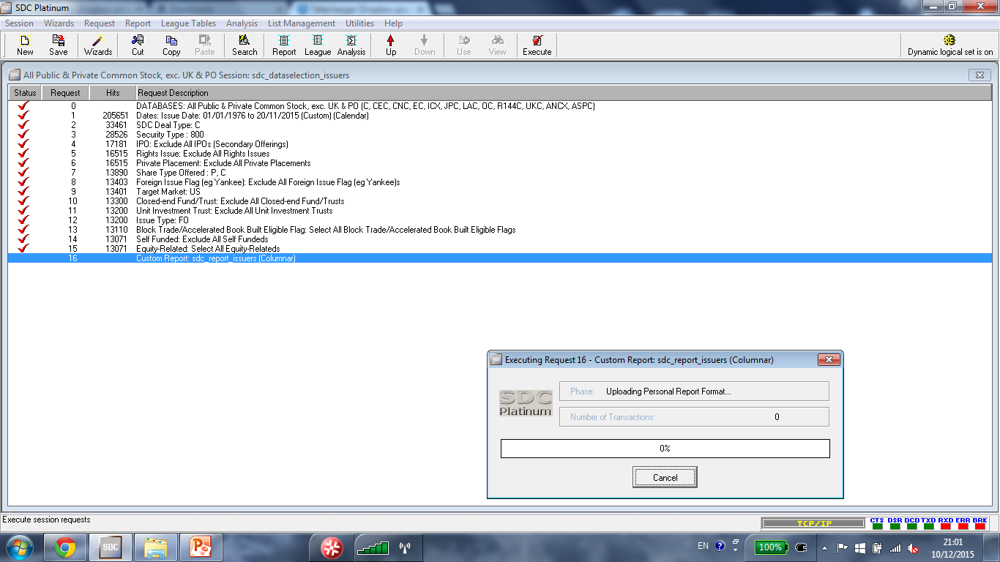 SDC Platinum
Session Wizards Request Report League Tables Analysis List Management Utilities Help
New Save Wizards Cut Copy Paste Search Report League Analysis Up Down Use View Execute Dynamic logical set is on
SDC All Public & Private Common Stock, exc. UK & PO Session: sdc_dataselection_issuers
Status Request Hits Request Description
0 DATABASES: All Public & Private Common Stock, exc. UK & PO (C, CEC, CNC, EC, ICX, JPC, LAC, OC, R144C, UKC, ANCX, ASPC)
1 205651 Dates: Issue Date: 01/01/1976 to 20/11/2015 (Custom) (Calendar)
2 33461 SDC Deal Type: C
3 28526 Security Type : 800
4 17181 IPO: Exclude All IPOs (Secondary Offerings)
5 16515 Rights Issue: Exclude All Rights Issues
6 16515 Private Placement: Exclude All Private Placements
7 13890 Share Type Offered : P, C
8 13403 Foreign Issue Flag (eg Yankee): Exclude All Foreign Issue Flag (eg Yankee)s
9 13401 Target Market: US
10 13300 Closed-end Fund/Trust: Exclude All Closed-end Fund/Trusts
11 13200 Unit Investment Trust: Exclude All Unit Investment Trusts
12 13200 Issue Type: FO
13 13110 Block Trade/Accelerated Book Built Eligible Flag: Select All Block Trade/Accelerated Book Built Eligible Flags
14 13071 Self Funded: Exclude All Self Fundeds
15 13071 Equity-Related: Select All Equity-Relateds
16 Custom Report: sdc_report_issuers (Columnar)
SDC Executing Request 16 - Custom Report: sdc_report_issuers (Columnar)
SDC Platinum
Phase: Uploading Personal Report Format...
Number of Transactions: 0
0%
Cancel
Execute session requests
TCP/IP
CTS DSR DCD TXD RXD ERR BRK
SDC
EN
100%
21:01
10/12/2015